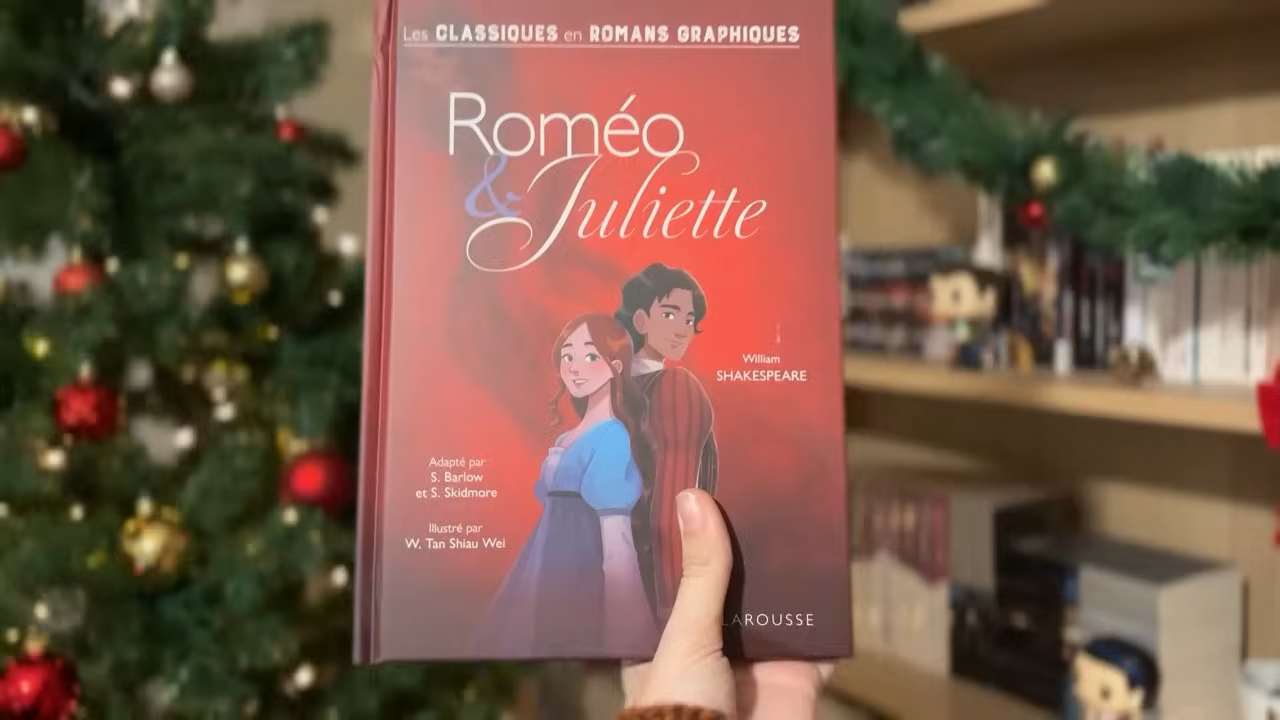 Les CLASSIQUES en ROMANS GRAPHIQUES
Roméo
& Juliette
William
SHAKESPEARE
Adapté par
S. Barlow
et S. Skidmore
Illustré par
W. Tan Shiau Wei
LAROUSSE